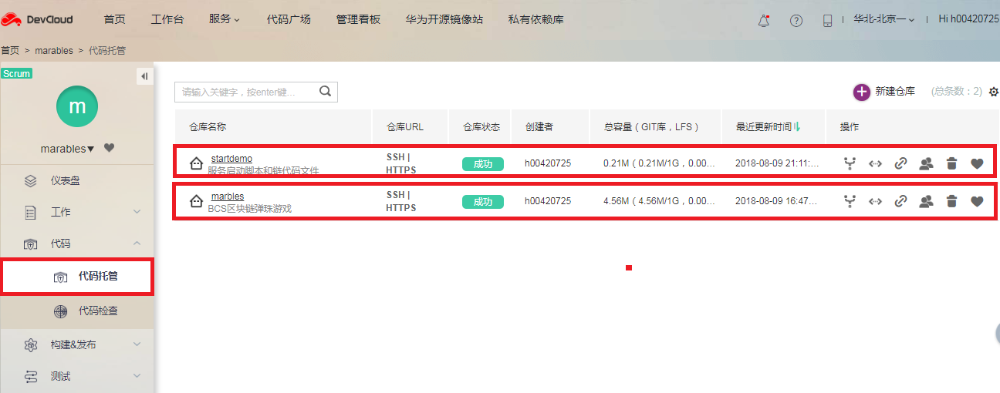 DevCloud 首页 工作台 服务 代码广场 管理看板 华为开源镜像站 私有依赖库 华北-北京一 Hi h00420725
首页 > marables > 代码托管
Scrum
m
marables
仪表盘
工作
代码
代码托管
代码检查
构建&发布
测试
请输入关键字，按enter键...
新建仓库 (总条数：2)
仓库名称 仓库URL 仓库状态 创建者 总容量（GIT库，LFS） 最近更新时间 操作
startdemo SSH | HTTPS 成功 h00420725 0.21M（0.21M/1G，0.00... 2018-08-09 21:11:...
服务启动脚本和链代码文件
marbles SSH | HTTPS 成功 h00420725 4.56M（4.56M/1G，0.00... 2018-08-09 16:47...
BCS区块链弹珠游戏